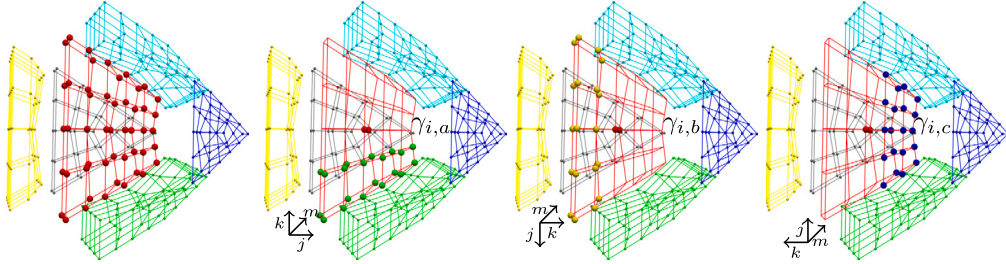 γ_{i,a}
k m
j
γ_{i,b}
m
j k
γ_{i,c}
j
k m